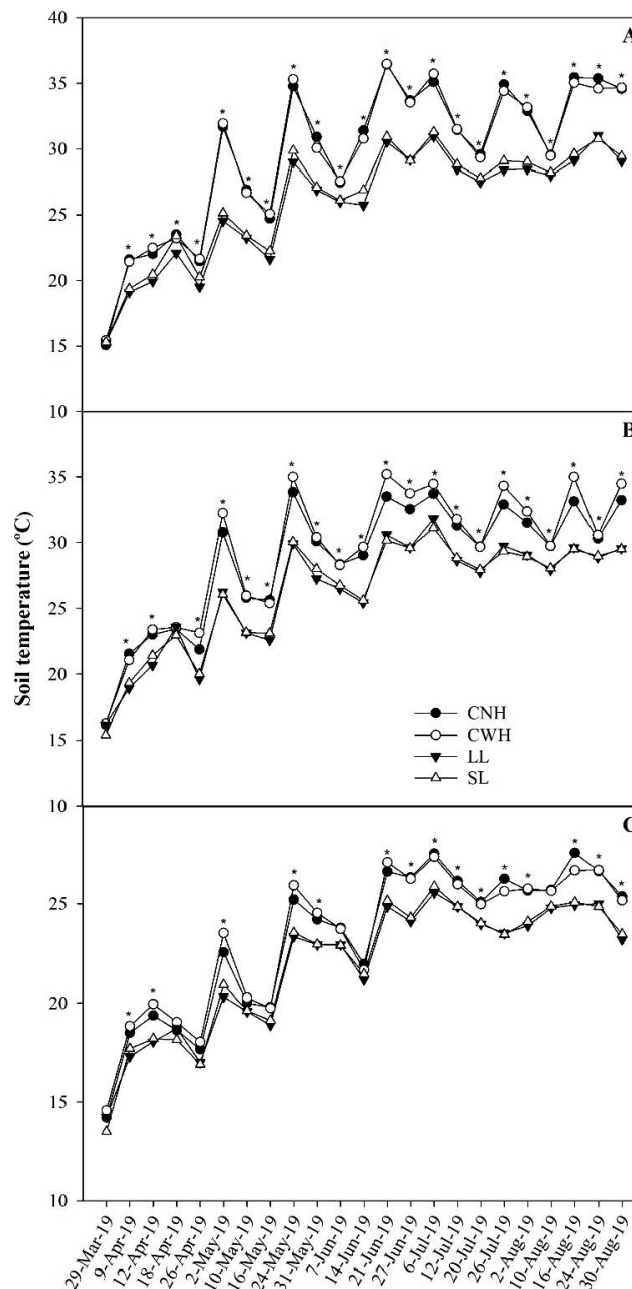 40
A
35
30
25
20
15
10
B
35
30
25
20
15
10
Soil temperature (ºC)
CNH
CWH
LL
SL
C
25
20
15
10
29-Mar-19
9-Apr-19
12-Apr-19
18-Apr-19
26-Apr-19
2-May-19
10-May-19
16-May-19
24-May-19
31-May-19
7-Jun-19
14-Jun-19
21-Jun-19
27-Jun-19
6-Jul-19
12-Jul-19
20-Jul-19
26-Jul-19
2-Aug-19
10-Aug-19
16-Aug-19
24-Aug-19
30-Aug-19